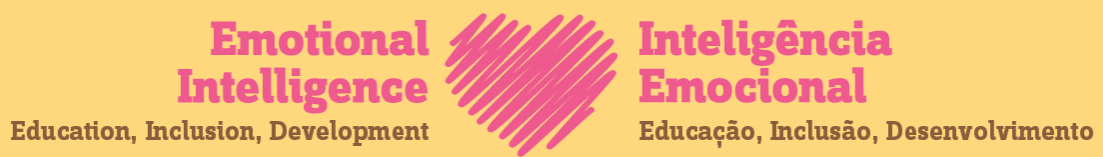 Emotional
Intelligence
Education, Inclusion, Development
Inteligência
Emocional
Educação, Inclusão, Desenvolvimento